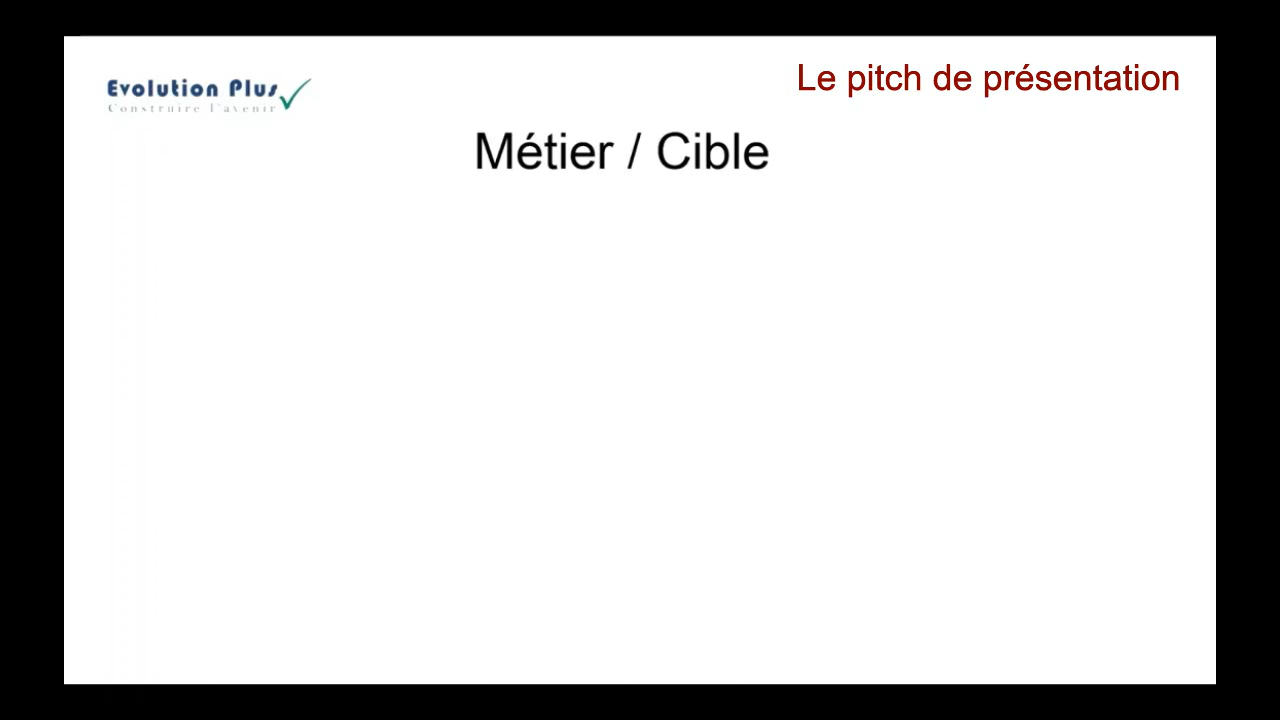 Evolution Plus
Construire l'avenir
Le pitch de présentation
Métier / Cible